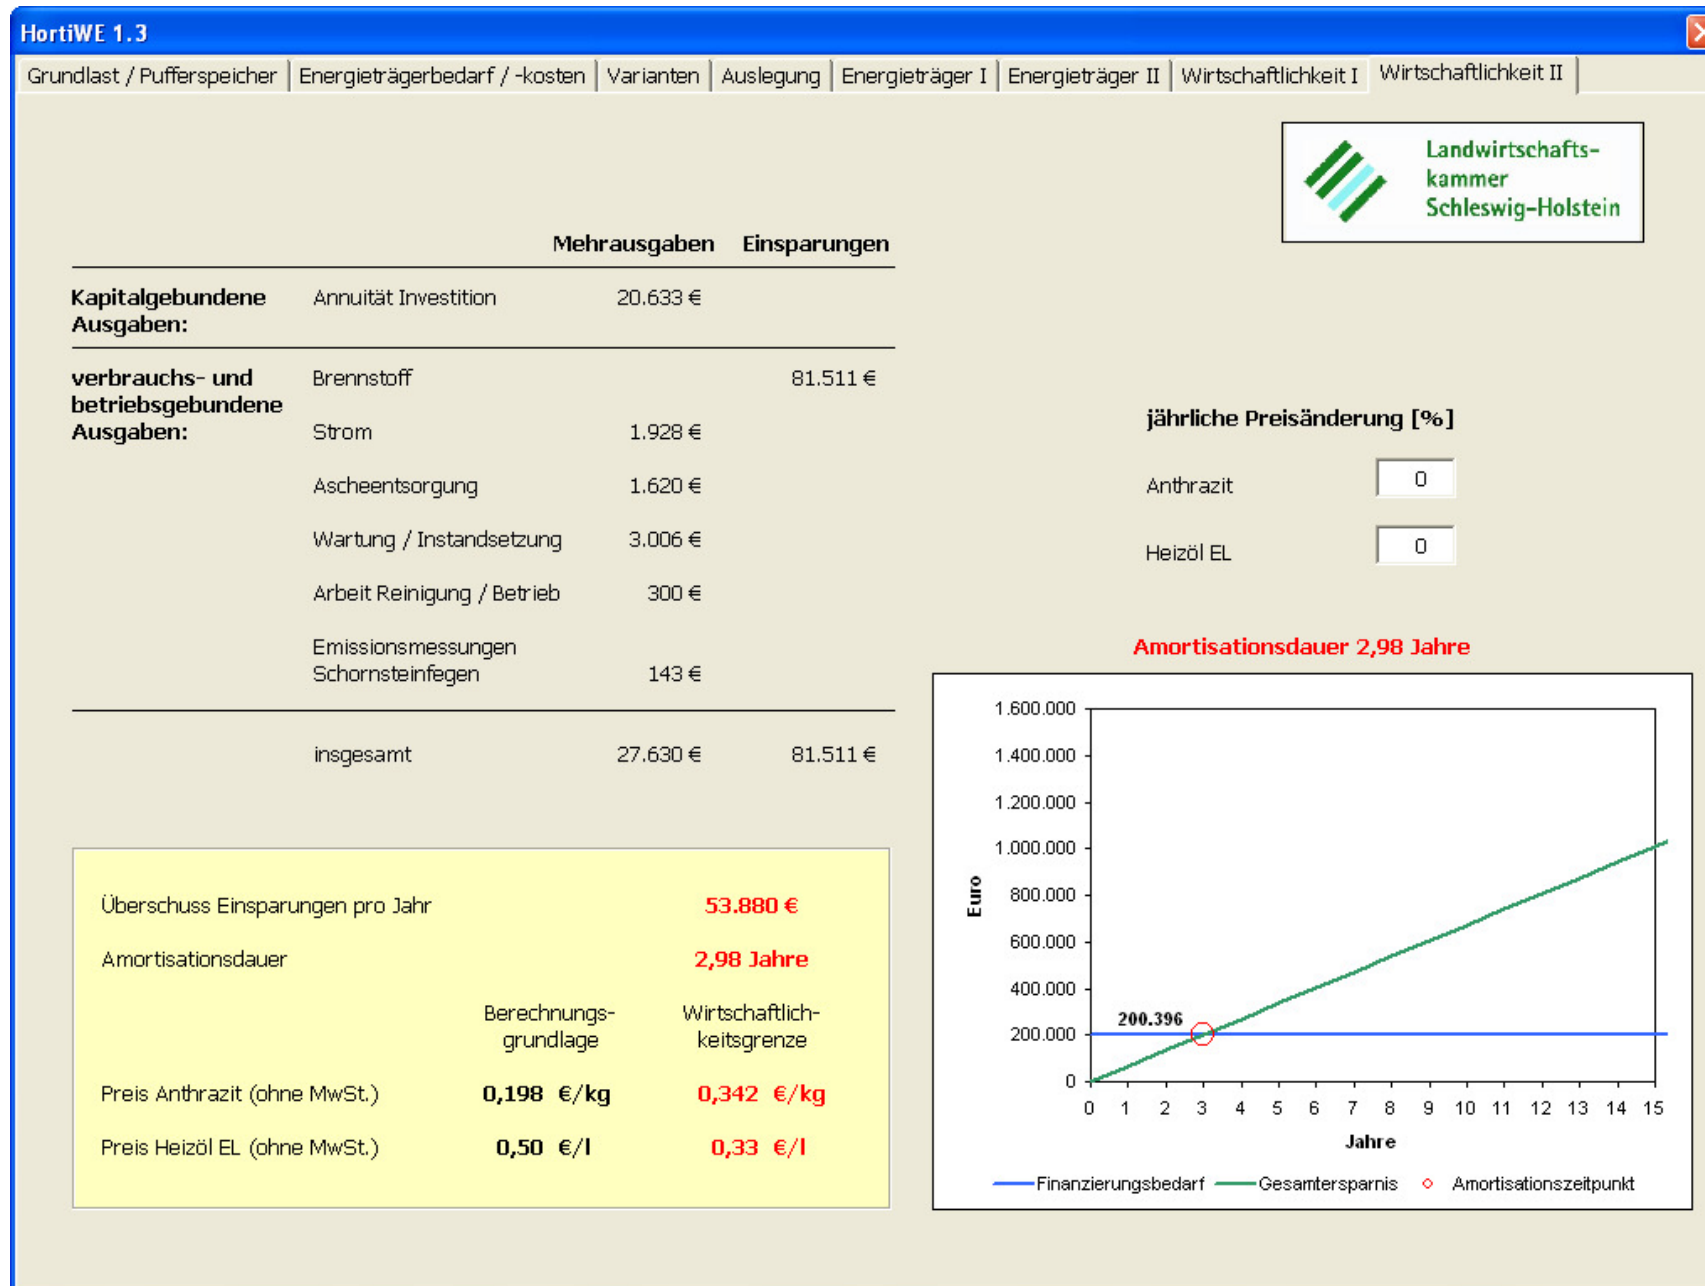 HortiWE 1.3
Grundlast / Pufferspeicher Energieträgerbedarf / -kosten Varianten Auslegung Energieträger I Energieträger II Wirtschaftlichkeit I Wirtschaftlichkeit II
Landwirtschafts-
kammer
Schleswig-Holstein
Mehrausgaben Einsparungen
Kapitalgebundene Annuität Investition 20.633 €
Ausgaben:
verbrauchs- und Brennstoff 81.511 €
betriebsgebundene
Ausgaben: Strom 1.928 €
Ascheentsorgung 1.620 €
Wartung / Instandsetzung 3.006 €
Arbeit Reinigung / Betrieb 300 €
Emissionsmessungen
Schornsteinfegen 143 €
insgesamt 27.630 € 81.511 €
jährliche Preisänderung [%]
Anthrazit 0
Heizöl EL 0
Überschuss Einsparungen pro Jahr 53.880 €
Amortisationsdauer 2,98 Jahre
Berechnungs- Wirtschaftlich-
grundlage keitsgrenze
Preis Anthrazit (ohne MwSt.) 0,198 €/kg 0,342 €/kg
Preis Heizöl EL (ohne MwSt.) 0,50 €/l 0,33 €/l
Amortisationsdauer 2,98 Jahre
1.600.000
1.400.000
1.200.000
1.000.000
800.000
600.000
400.000
200.000
0
Euro
200.396
0 1 2 3 4 5 6 7 8 9 10 11 12 13 14 15
Jahre
Finanzierungsbedarf Gesamtersparnis Amortisationszeitpunkt